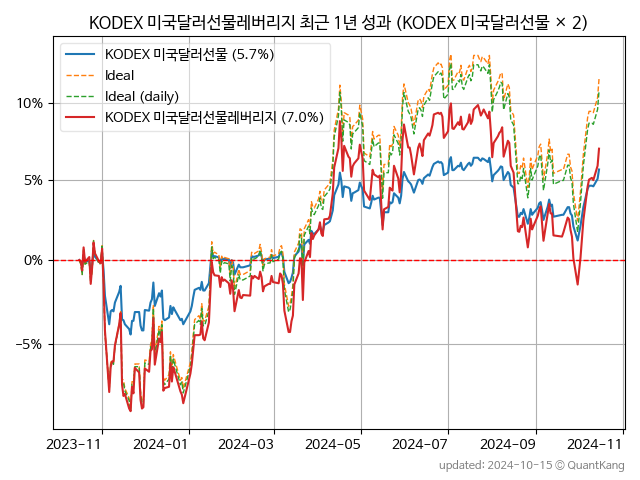 KODEX 미국달러선물레버리지 최근 1년 성과 (KODEX 미국달러선물 × 2)
KODEX 미국달러선물 (5.7%)
Ideal
Ideal (daily)
KODEX 미국달러선물레버리지 (7.0%)
10%
5%
0%
−5%
2023−11
2024−01
2024−03
2024−05
2024−07
2024−09
2024−11
updated: 2024-10-15 © QuantKang